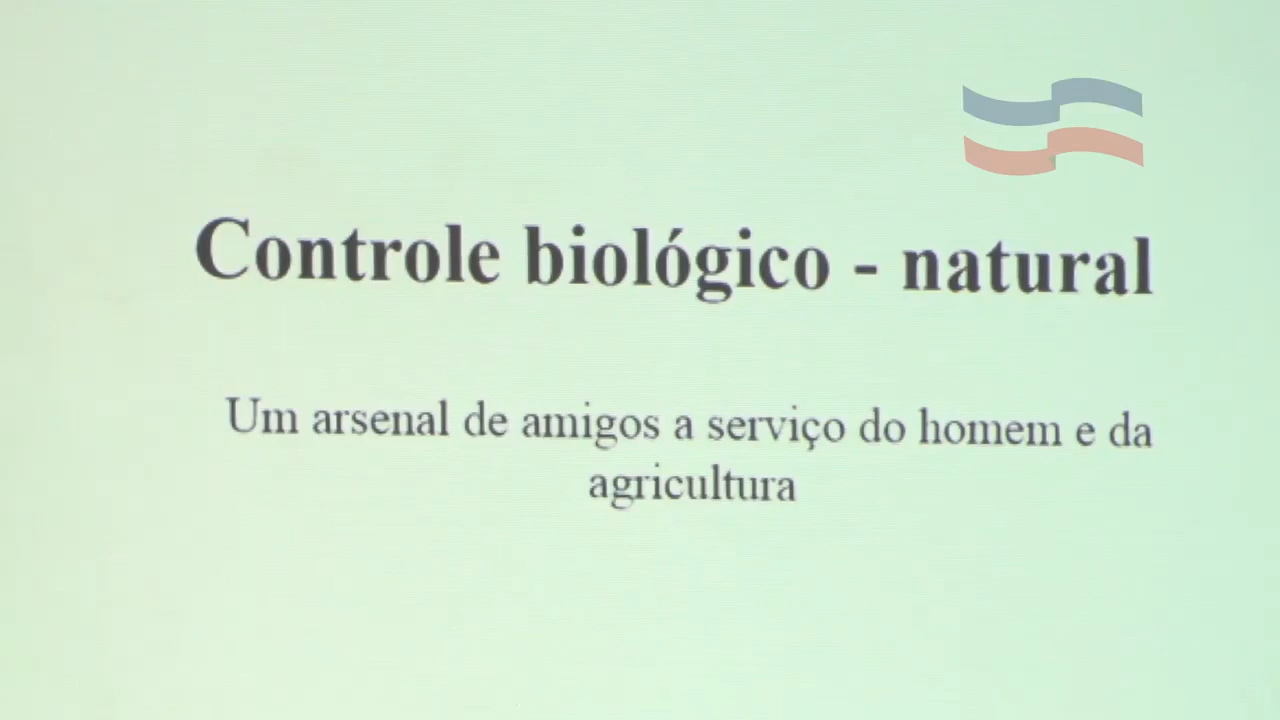 Controle biológico - natural
Um arsenal de amigos a serviço do homem e da
agricultura